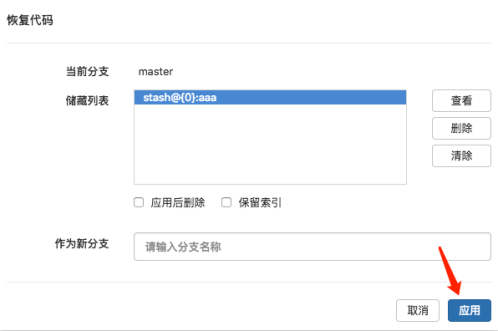 恢复代码
当前分支 master
储藏列表 stash@{0}:aaa 查看
删除
清除
应用后删除 保留索引
作为新分支 请输入分支名称
取消 应用